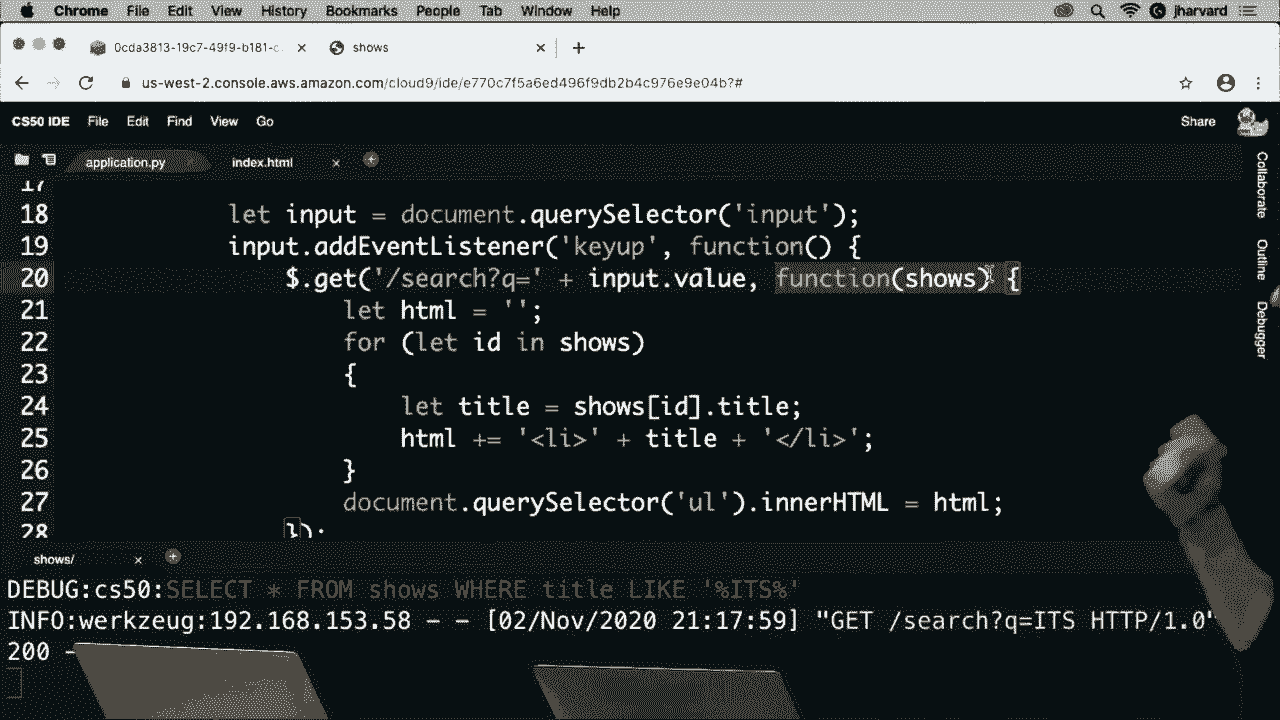 Chrome File Edit View History Bookmarks People Tab Window Help jharvard
0cda3813-19c7-49f9-b181-c × shows × +
us-west-2.console.aws.amazon.com/cloud9/ide/e770c7f5a6ed496f9db2b4c976e9e04b?#
CS50 IDE File Edit Find View Go Share
application.py index.html × +
17
18 let input = document.querySelector('input');
19 input.addEventListener('keyup', function() {
20 $.get('/search?q=' + input.value, function(shows) {
21 let html = '';
22 for (let id in shows)
23 {
24 let title = shows[id].title;
25 html += '<li>' + title + '</li>';
26 }
27 document.querySelector('ul').innerHTML = html;
28 });
Collaborate
Outline
Debugger
shows/ × +
DEBUG:cs50:SELECT * FROM shows WHERE title LIKE '%ITS%'
INFO:werkzeug:192.168.153.58 - - [02/Nov/2020 21:17:59] "GET /search?q=ITS HTTP/1.0"
200 -